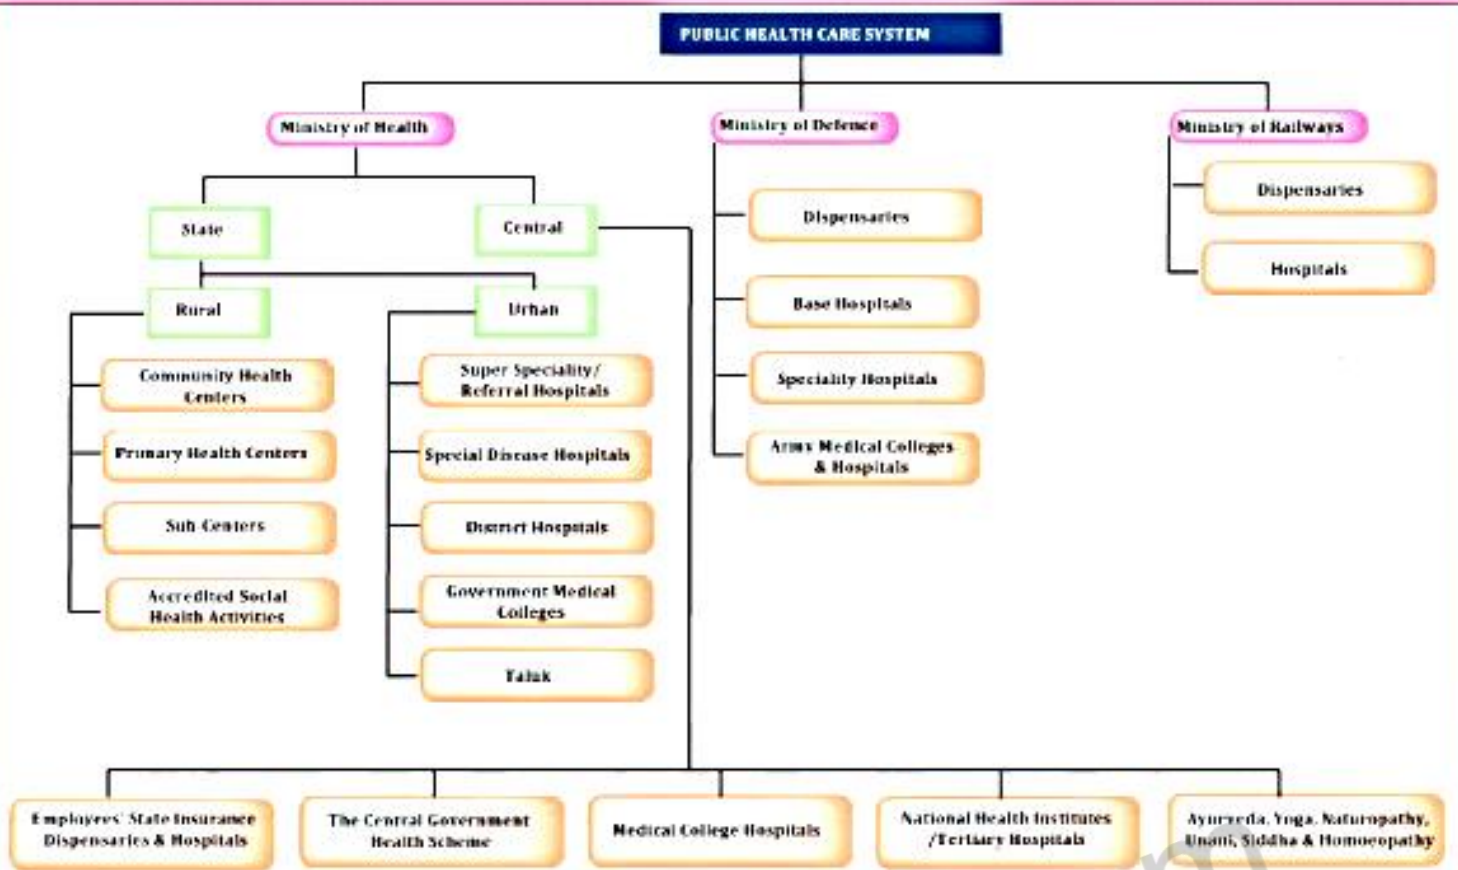 PUBLIC HEALTH CARE SYSTEM
Ministry of Health
Ministry of Defence
Ministry of Railways
State
Central
Rural
Urban
Community Health
Centers
Primary Health Centers
Sub Centers
Accredited Social
Health Activities
Super Speciality/
Referral Hospitals
Special Disease Hospitals
District Hospitals
Government Medical
Colleges
Taluk
Dispensaries
Base Hospitals
Speciality Hospitals
Army Medical Colleges
& Hospitals
Dispensaries
Hospitals
Employees' State Insurance
Dispensaries & Hospitals
The Central Government
Health Scheme
Medical College Hospitals
National Health Institutes
/Tertiary Hospitals
Ayurveda, Yoga, Naturopathy,
Unani, Siddha & Homoeopathy